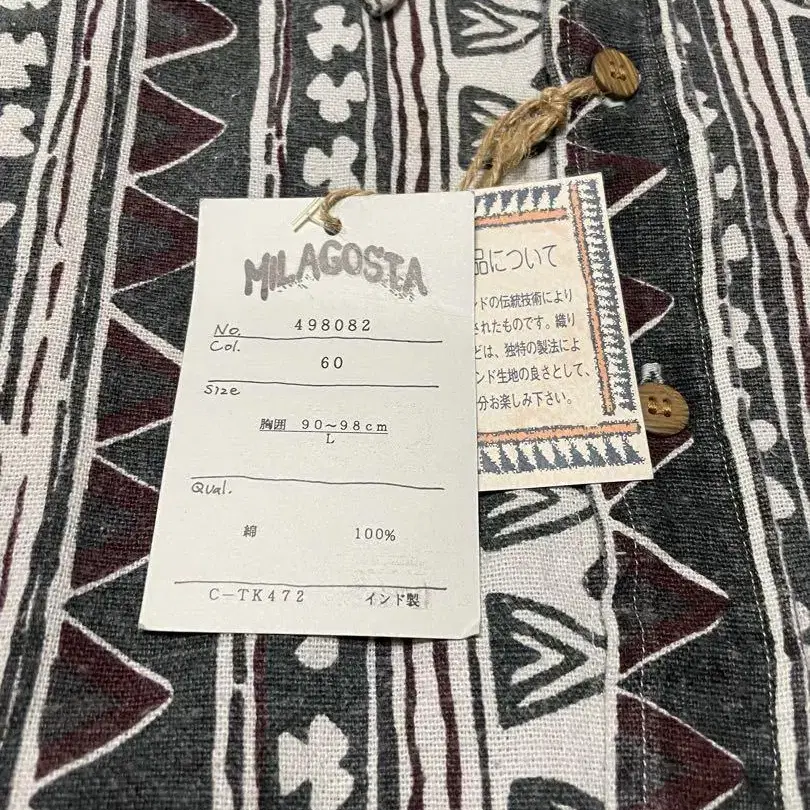 MILAGOSTA
No. 498082
Col. 60
Size
胸囲 90～98cm
L
Qual.
綿 100%
C-TK472 インド製
品について
ンドの伝統技術により
されたものです。織り
どは、独特の製法によ
ンド生地の良さとして、
分お楽しみ下さい。